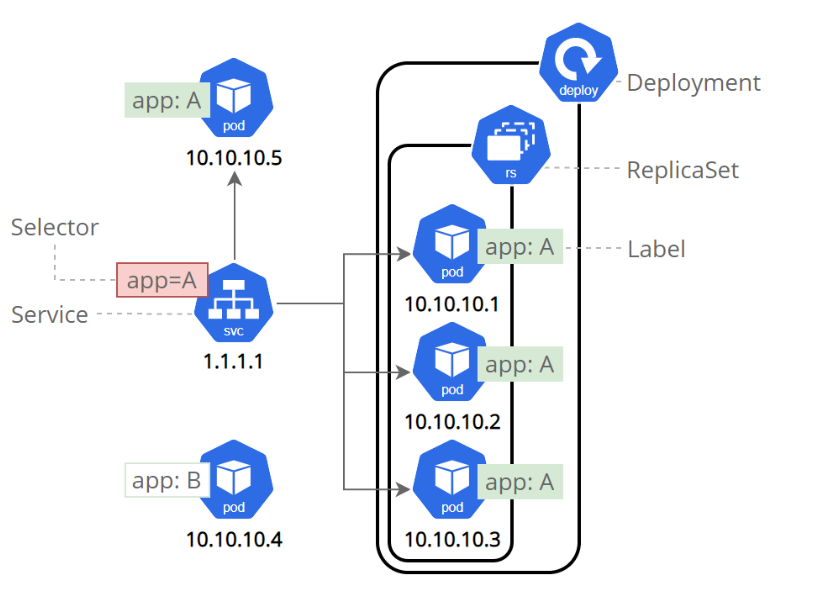 deploy
Deployment
app: A
pod
10.10.10.5
rs
ReplicaSet
Selector
app: A
Label
pod
10.10.10.1
app=A
Service
svc
1.1.1.1
app: A
pod
10.10.10.2
app: B
pod
10.10.10.4
app: A
pod
10.10.10.3